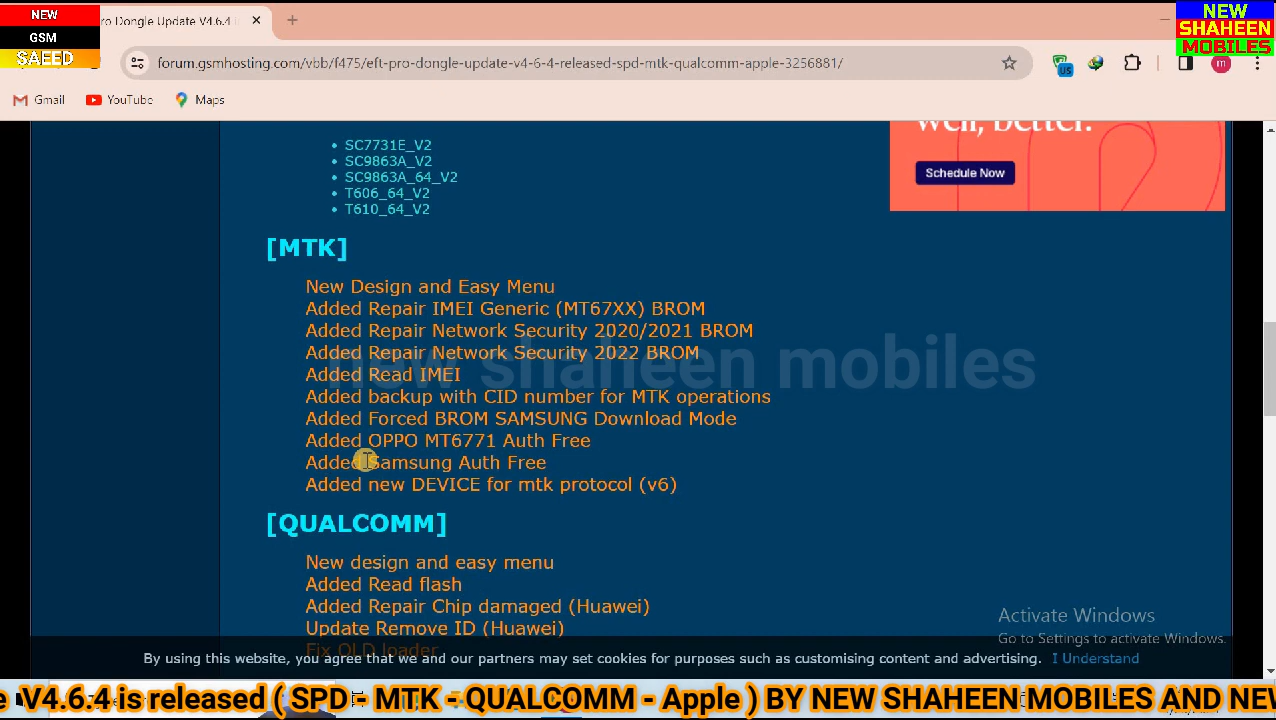 NEW
GSM
SAEED
ro Dongle Update V4.6.4
NEW
SHAHEEN
MOBILES
forum.gsmhosting.com/vbb/f475/eft-pro-dongle-update-v4-6-4-released-spd-mtk-qualcomm-apple-3256881/
US
m
Gmail
YouTube
Maps
well, better.
Schedule Now
SC7731E_V2
SC9863A_V2
SC9863A_64_V2
T606_64_V2
T610_64_V2
[MTK]
New Design and Easy Menu
Added Repair IMEI Generic (MT67XX) BROM
Added Repair Network Security 2020/2021 BROM
Added Repair Network Security 2022 BROM
Added Read IMEI
Added backup with CID number for MTK operations
Added Forced BROM SAMSUNG Download Mode
Added OPPO MT6771 Auth Free
Added Samsung Auth Free
Added new DEVICE for mtk protocol (v6)
new shaheen mobiles
[QUALCOMM]
New design and easy menu
Added Read flash
Added Repair Chip damaged (Huawei)
Update Remove ID (Huawei)
Fix OLD loader
Activate Windows
Go to Settings to activate Windows.
By using this website, you agree that we and our partners may set cookies for purposes such as customising content and advertising. I Understand
e V4.6.4 is released ( SPD - MTK - QUALCOMM - Apple ) BY NEW SHAHEEN MOBILES AND NEW